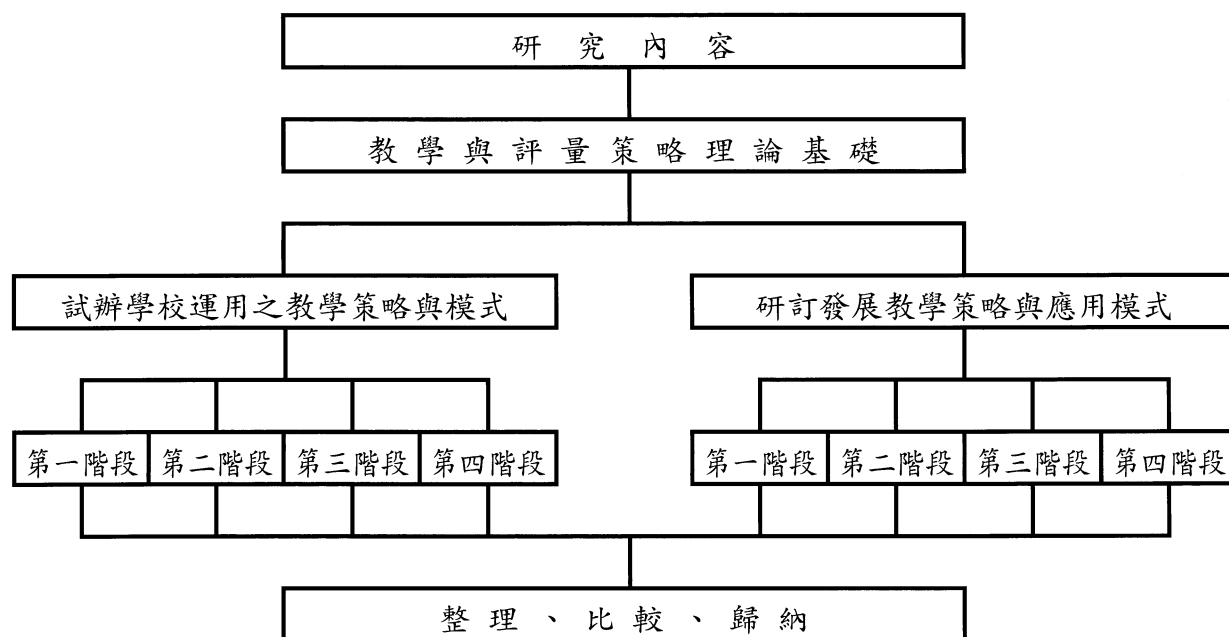 研究內容
教學與評量策略理論基礎
試辦學校運用之教學策略與模式
研訂發展教學策略與應用模式
第一階段 第二階段 第三階段 第四階段
第一階段 第二階段 第三階段 第四階段
整理、比較、歸納